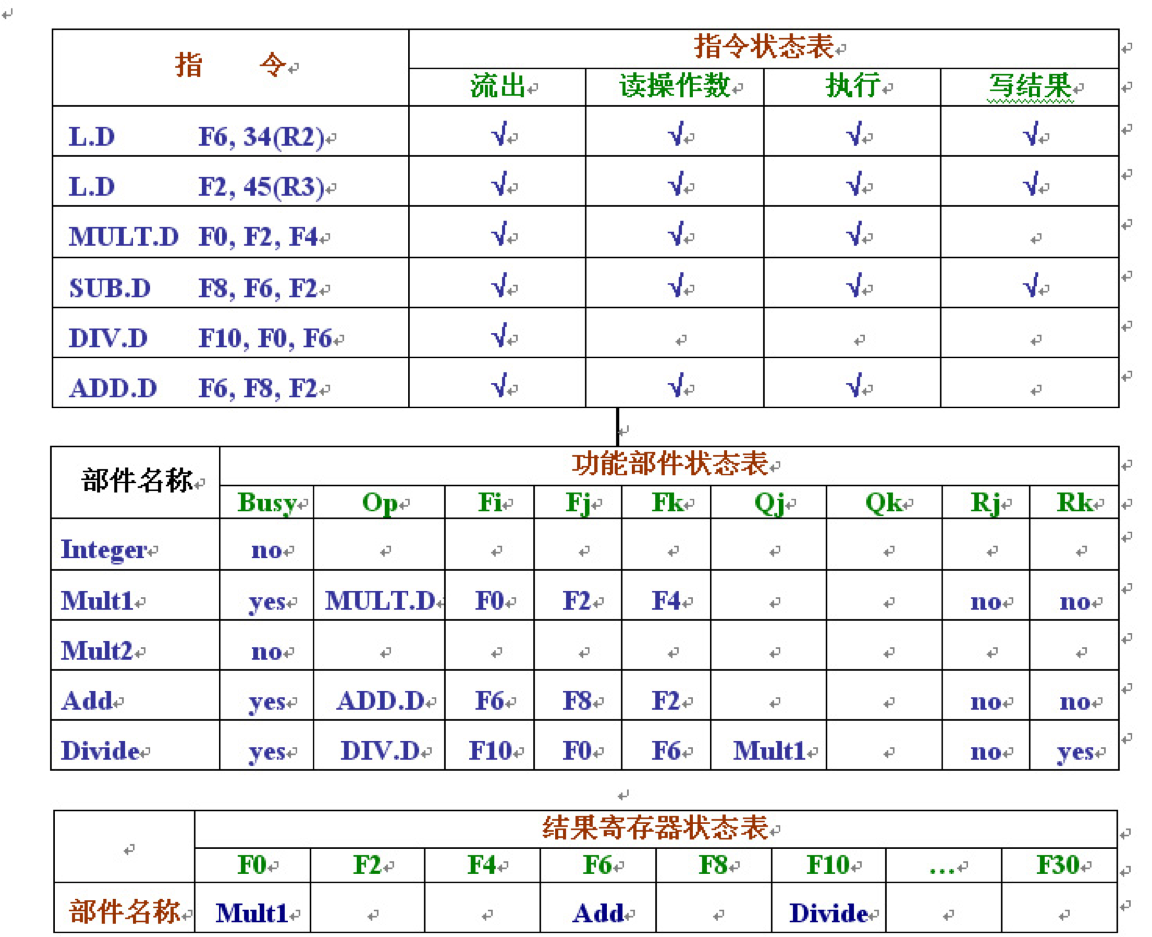 指令状态表
指 令
流出 读操作数 执行 写结果
L.D F6, 34(R2) √ √ √ √
L.D F2, 45(R3) √ √ √ √
MULT.D F0, F2, F4 √ √ √
SUB.D F8, F6, F2 √ √ √ √
DIV.D F10, F0, F6 √
ADD.D F6, F8, F2 √ √ √
功能部件状态表
部件名称
Busy Op Fi Fj Fk Qj Qk Rj Rk
Integer no
Mult1 yes MULT.D F0 F2 F4 no no
Mult2 no
Add yes ADD.D F6 F8 F2 no no
Divide yes DIV.D F10 F0 F6 Mult1 no yes
结果寄存器状态表
F0 F2 F4 F6 F8 F10 … F30
部件名称 Mult1 Add Divide